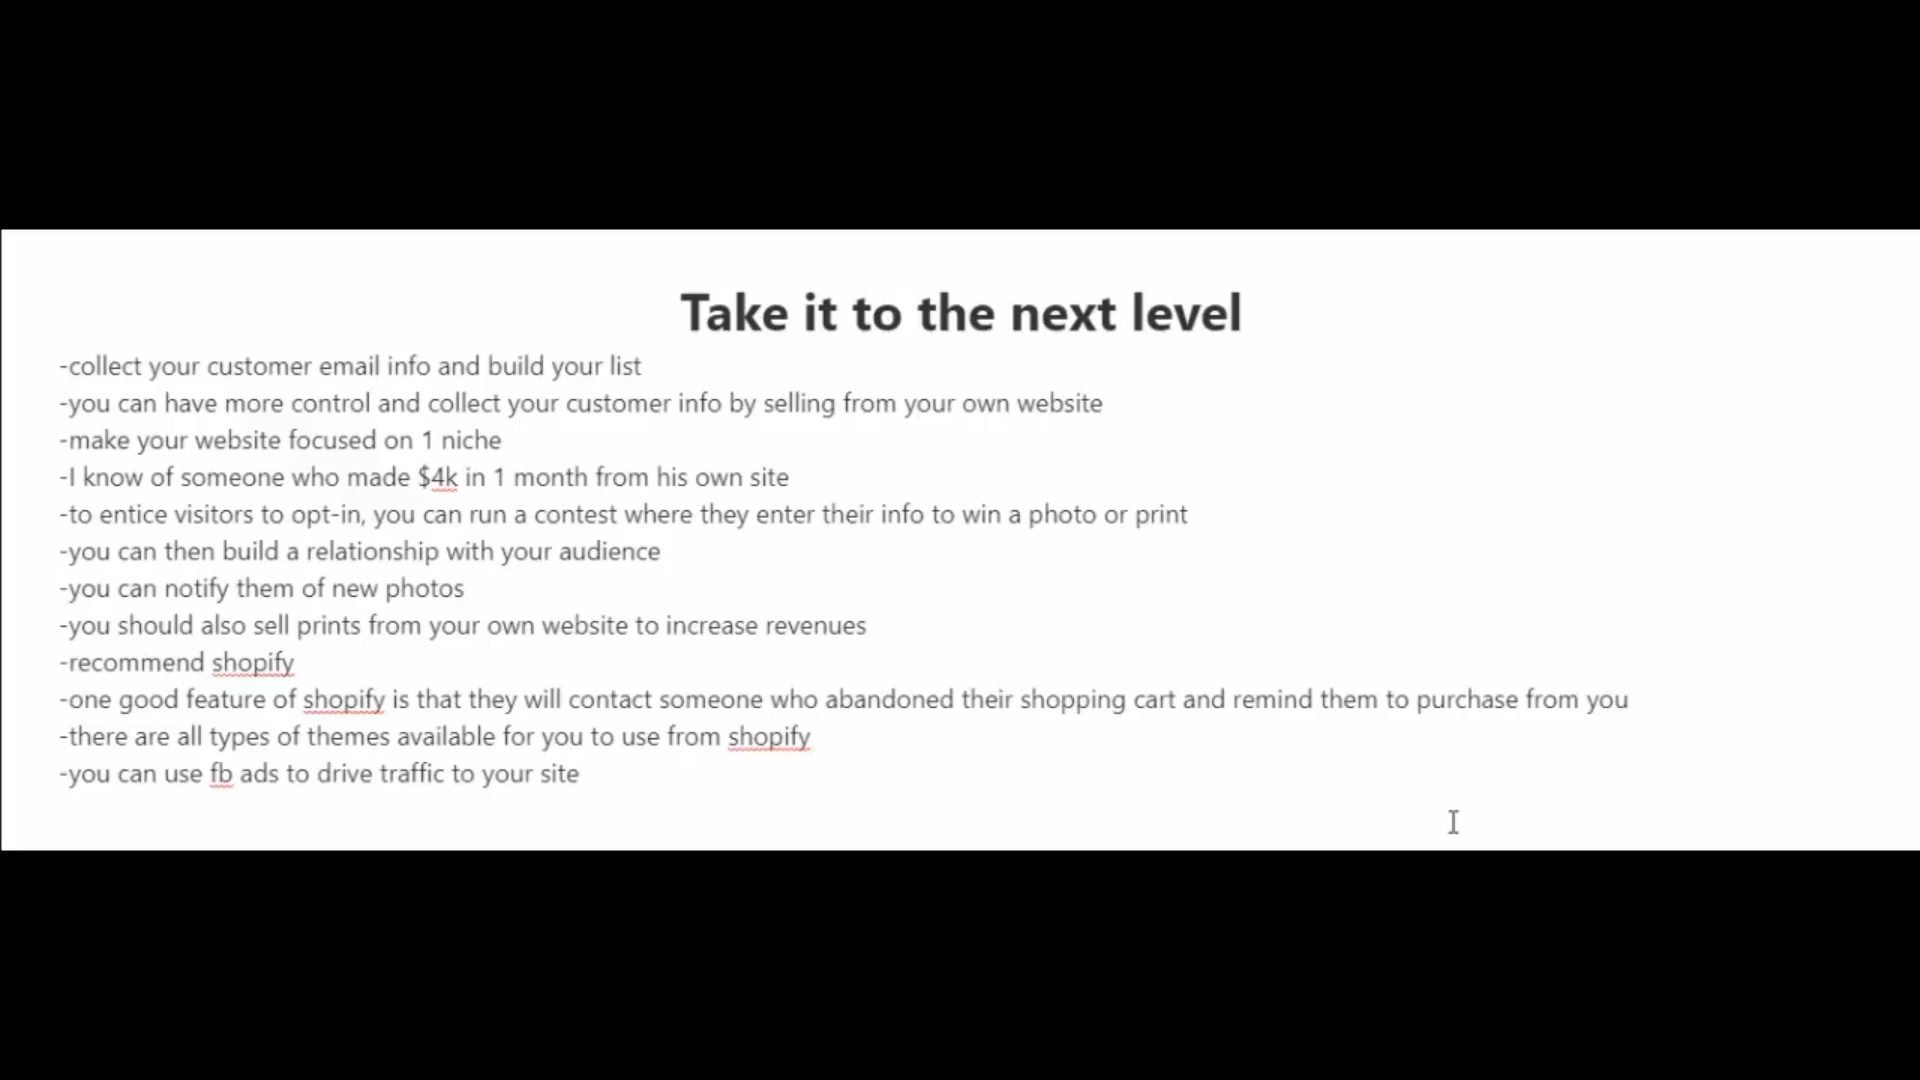 Take it to the next level
-collect your customer email info and build your list
-you can have more control and collect your customer info by selling from your own website
-make your website focused on 1 niche
-I know of someone who made $4k in 1 month from his own site
-to entice visitors to opt-in, you can run a contest where they enter their info to win a photo or print
-you can then build a relationship with your audience
-you can notify them of new photos
-you should also sell prints from your own website to increase revenues
-recommend shopify
-one good feature of shopify is that they will contact someone who abandoned their shopping cart and remind them to purchase from you
-there are all types of themes available for you to use from shopify
-you can use fb ads to drive traffic to your site